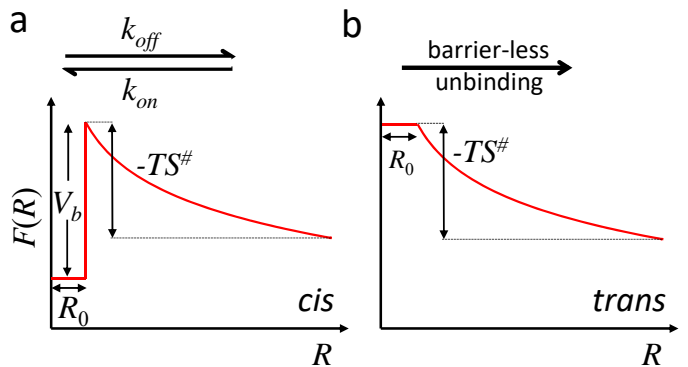 a
k_off
k_on
F(R)
V_b
-TS^#
R_0
cis
R
b
barrier-less
unbinding
R_0
-TS^#
trans
R